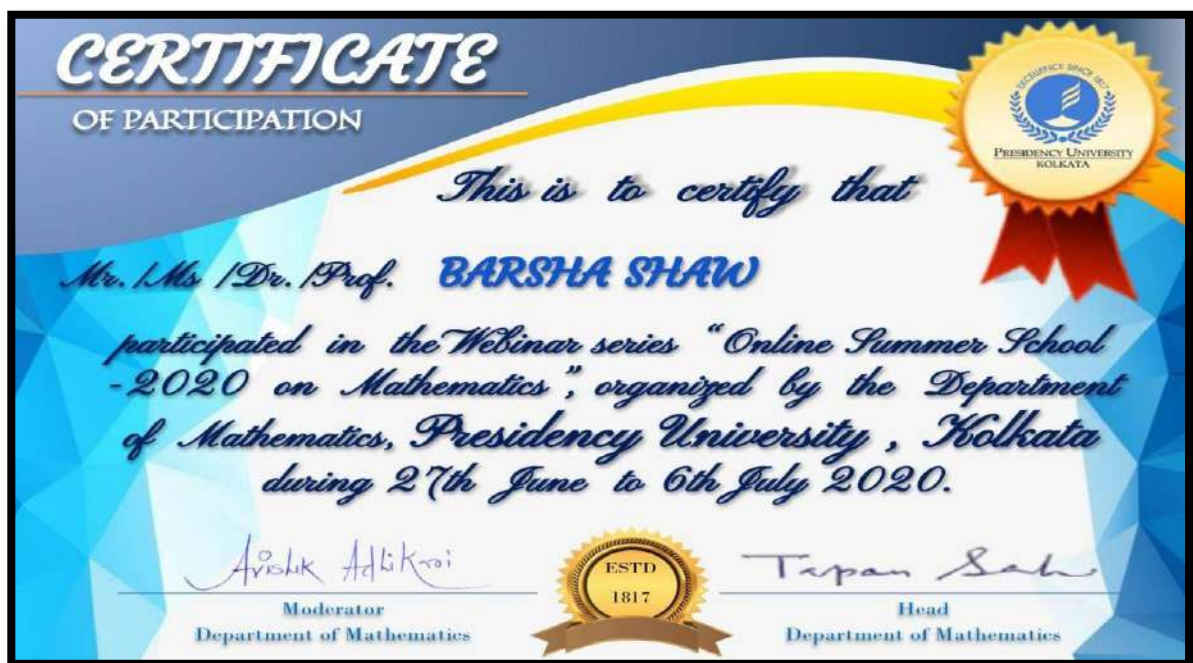 CERTIFICATE
OF PARTICIPATION
EXCELLENCE SINCE 1817
PRESIDENCY UNIVERSITY
KOLKATA
This is to certify that
Mr. /Ms /Dr. /Prof. BARSHA SHAW
participated in the Webinar series "Online Summer School
-2020 on Mathematics", organized by the Department
of Mathematics, Presidency University , Kolkata
during 27th June to 6th July 2020.
Avishek Adhikari
Tapan Saha
ESTD
1817
Moderator
Department of Mathematics
Head
Department of Mathematics